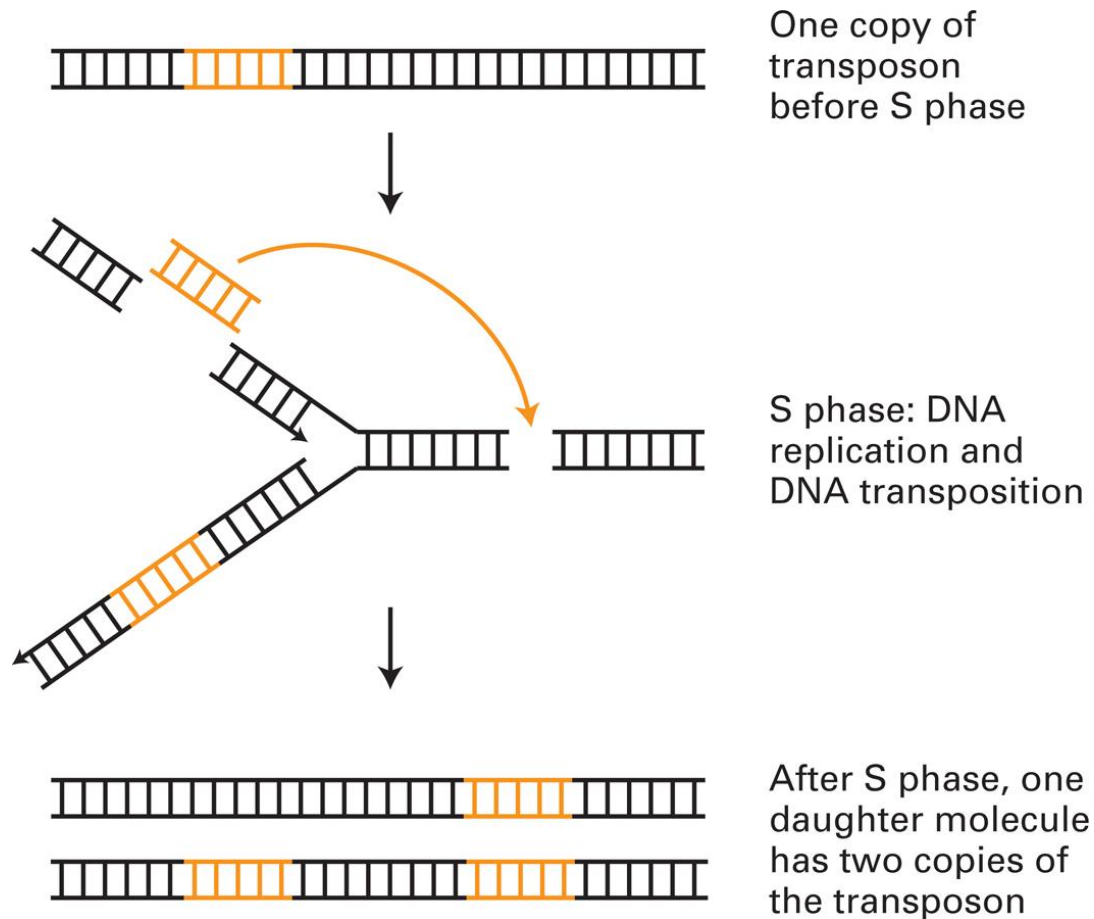 One copy of
transposon
before S phase
S phase: DNA
replication and
DNA transposition
After S phase, one
daughter molecule
has two copies of
the transposon